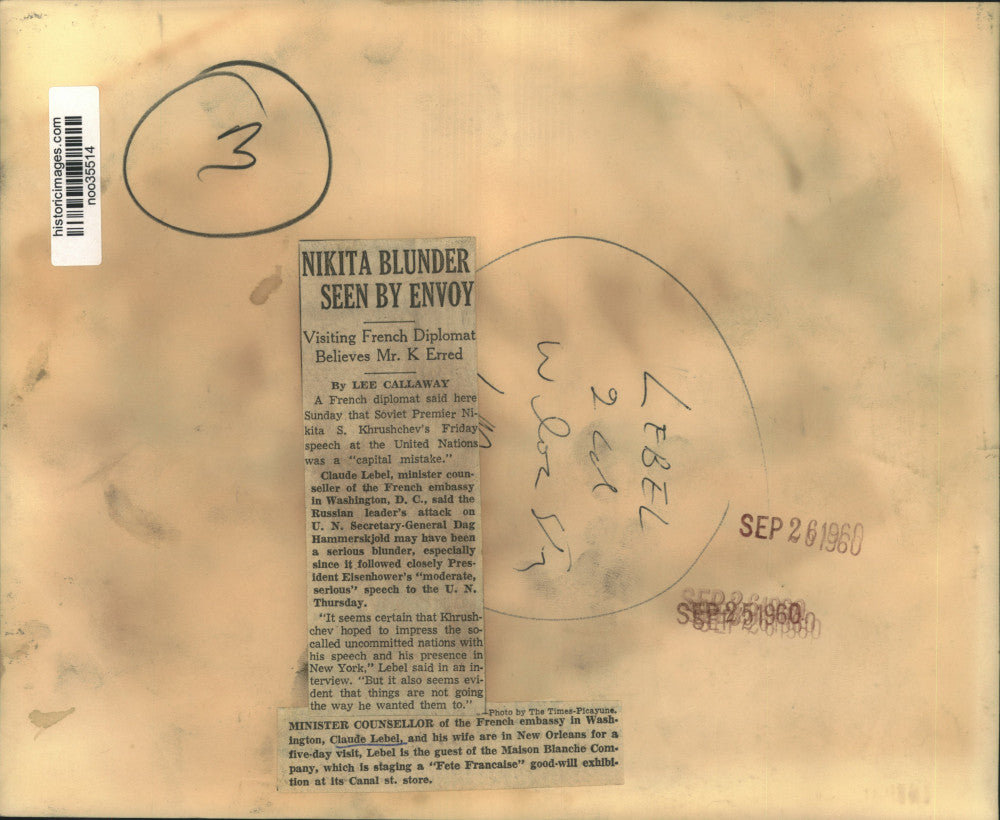 historicimages.com
noo35514
3
NIKITA BLUNDER
SEEN BY ENVOY
Visiting French Diplomat
Believes Mr. K Erred
By LEE CALLAWAY
A French diplomat said here
Sunday that Soviet Premier Ni-
kita S. Khrushchev's Friday
speech at the United Nations
was a "capital mistake."
Claude Lebel, minister coun-
seller of the French embassy
in Washington, D. C., said the
Russian leader's attack on
U. N. Secretary-General Dag
Hammerskjold may have been
a serious blunder, especially
since it followed closely Pres-
ident Eisenhower's "moderate,
serious" speech to the U. N.
Thursday.
"It seems certain that Khrush-
chev hoped to impress the so-
called uncommitted nations with
his speech and his presence in
New York," Lebel said in an in-
terview. "But it also seems evi-
dent that things are not going
the way he wanted them to."
—Photo by The Times-Picayune.
MINISTER COUNSELLOR of the French embassy in Wash-
ington, Claude Lebel, and his wife are in New Orleans for a
five-day visit, Lebel is the guest of the Maison Blanche Com-
pany, which is staging a "Fete Francaise" good-will exhibi-
tion at its Canal st. store.
LEBEL
2 col
SEP 26 1960
SEP 25 1960